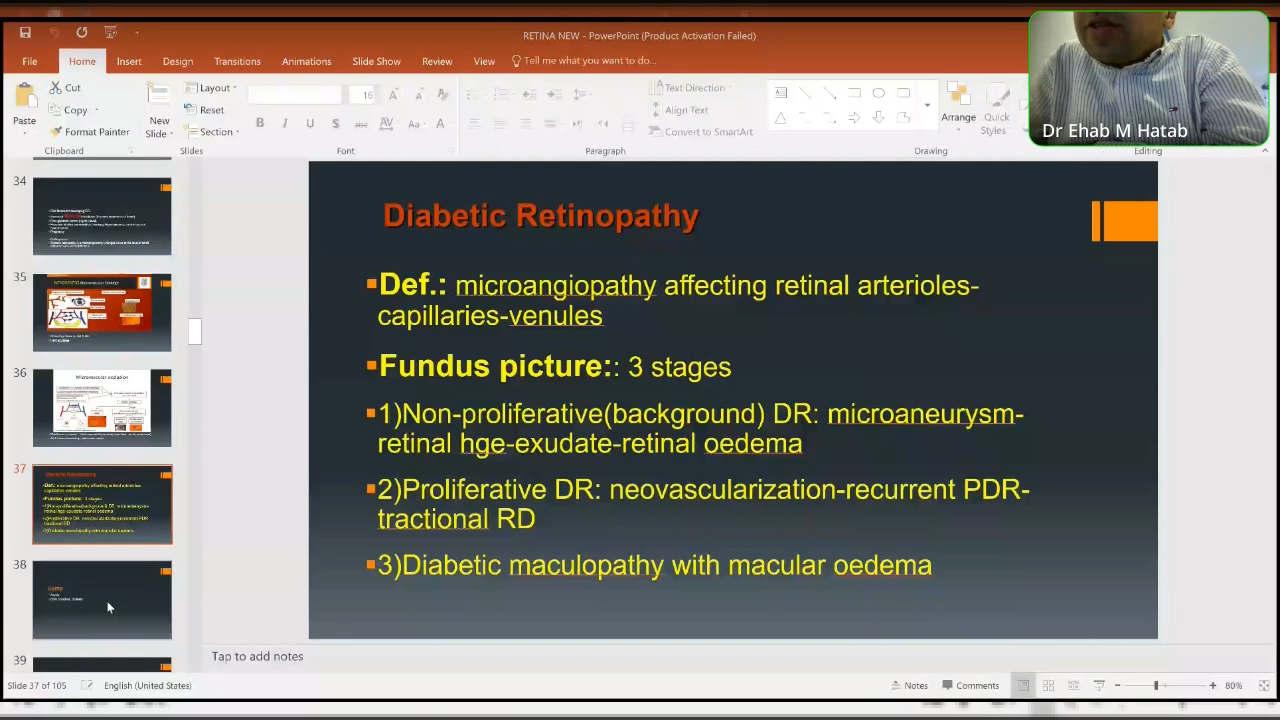 RETINA NEW - PowerPoint (Product Activation Failed)
File Home Insert Design Transitions Animations Slide Show Review View Tell me what you want to do...
Paste
Cut
Copy
Format Painter
Clipboard
New
Slide
Layout
Reset
Section
Slides
16
Font
Text Direction
Align Text
Convert to SmartArt
Paragraph
Arrange
Quick
Styles
Drawing
Editing
Dr Ehab M Hatab
34
35
36
Microvascular occlusion
37
38
39
Diabetic Retinopathy
Def.: microangiopathy affecting retinal arterioles-
capillaries-venules
Fundus picture:: 3 stages
1)Non-proliferative(background) DR: microaneurysm-
retinal hge-exudate-retinal oedema
2)Proliferative DR: neovascularization-recurrent PDR-
tractional RD
3)Diabetic maculopathy with macular oedema
Tap to add notes
Slide 37 of 105 English (United States) Notes Comments 80%